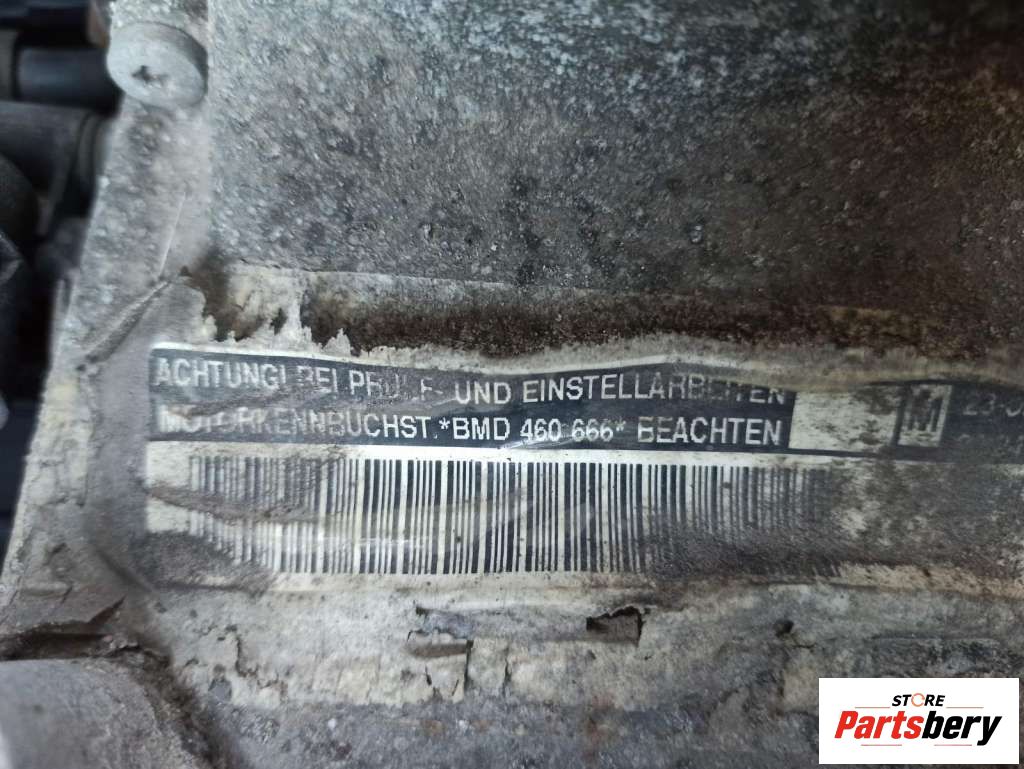 ACHTUNG! BEI PRÜF- UND EINSTELLARBEITEN
MOTORKENNBUCHST. *BMD 460 666* BEACHTEN
M
STORE
Partsbery